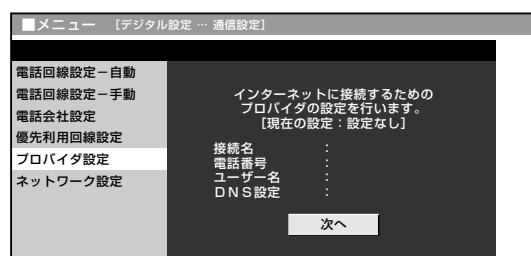 ■メニュー [デジタル設定 … 通信設定]
電話回線設定－自動
電話回線設定－手動
電話会社設定
優先利用回線設定
プロバイダ設定
ネットワーク設定
インターネットに接続するための
プロバイダの設定を行います。
[現在の設定：設定なし]
接続名 ：
電話番号 ：
ユーザー名 ：
ＤＮＳ設定 ：
次へ